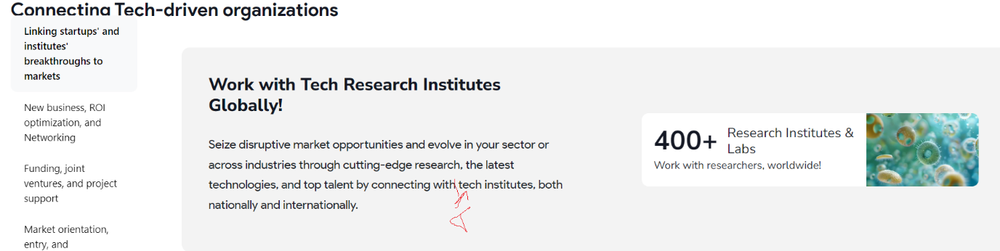 Connecting Tech-driven organizations
Linking startups' and
institutes'
breakthroughs to
markets
New business, ROI
optimization, and
Networking
Funding, joint
ventures, and project
support
Market orientation,
entry, and
Work with Tech Research Institutes
Globally!
Seize disruptive market opportunities and evolve in your sector or
across industries through cutting-edge research, the latest
technologies, and top talent by connecting with tech institutes, both
nationally and internationally.
400+
Research Institutes &
Labs
Work with researchers, worldwide!